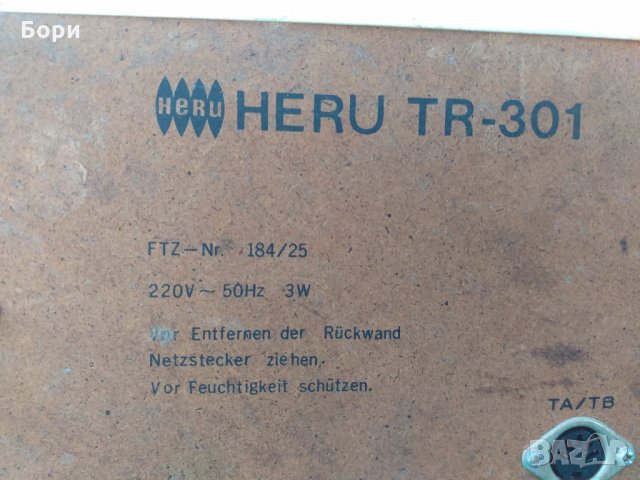 Бори
HERU HERU TR-301
FTZ-Nr. 184/25
220V~ 50Hz 3W
Vor Entfernen der Rückwand
Netzstecker ziehen.
Vor Feuchtigkeit schützen.
TA/TB
BAZAR